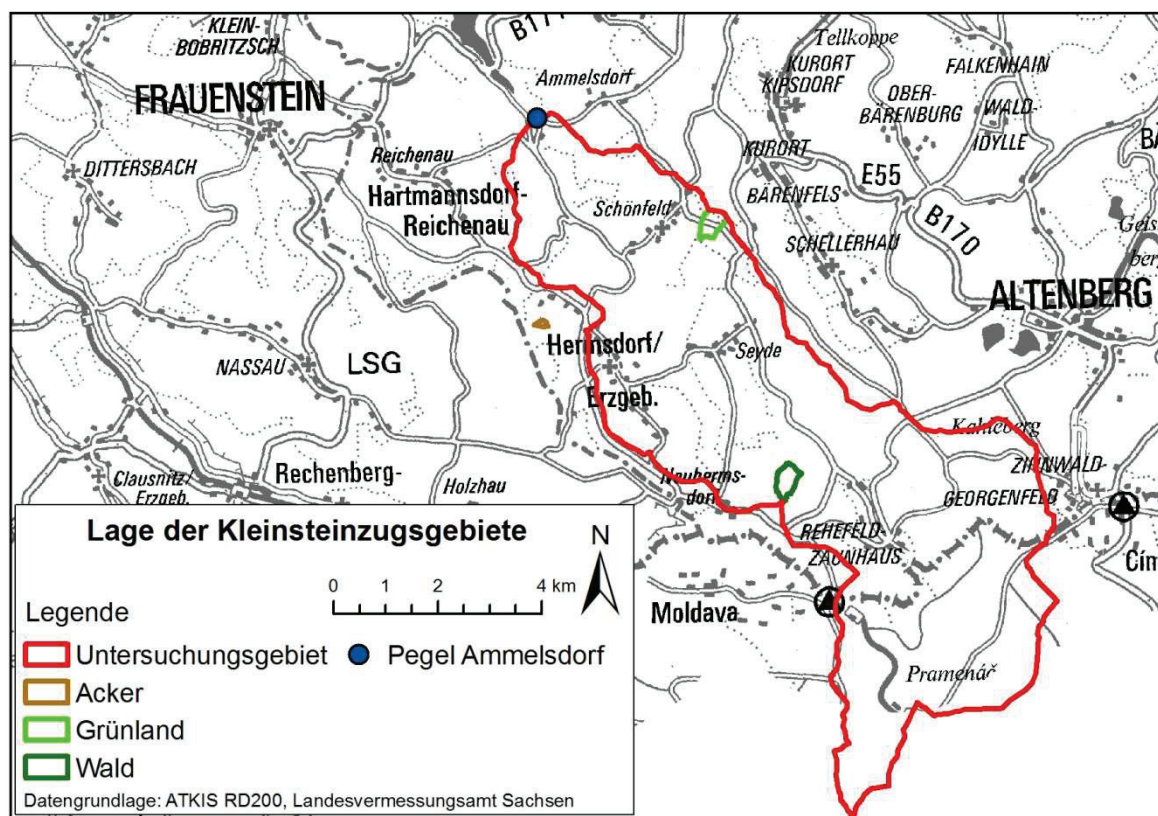 KLEIN-
BOBRITZSCH
B171
Tellkoppe
KURORT
KIPSDORF
FALKENHAIN
Ammelsdorf
FRAUENSTEIN
OBER-
BÄRENBURG
WALD-
IDYLLE
DITTERSBACH
Reichenau
KURORT
BÄRENFELS
E55
Hartmannsdorf-
Reichenau
Schönfeld
B170
SCHELLERHAU
ALTENBERG
Hermsdorf/
Erzgeb.
Seyde
NASSAU
LSG
Kahleberg
Clausnitz/
Erzgeb.
Rechenberg-
Holzhau
Neuherms-
dorf
ZINNWALD-
GEORGENFELD
REHEFELD-
ZAUNHAUS
Moldava
Pramenáč
Lage der Kleinsteinzugsgebiete
N
0 2 4 km
Legende
Untersuchungsgebiet
Pegel Ammelsdorf
Acker
Grünland
Wald
Datengrundlage: ATKIS RD200, Landesvermessungsamt Sachsen